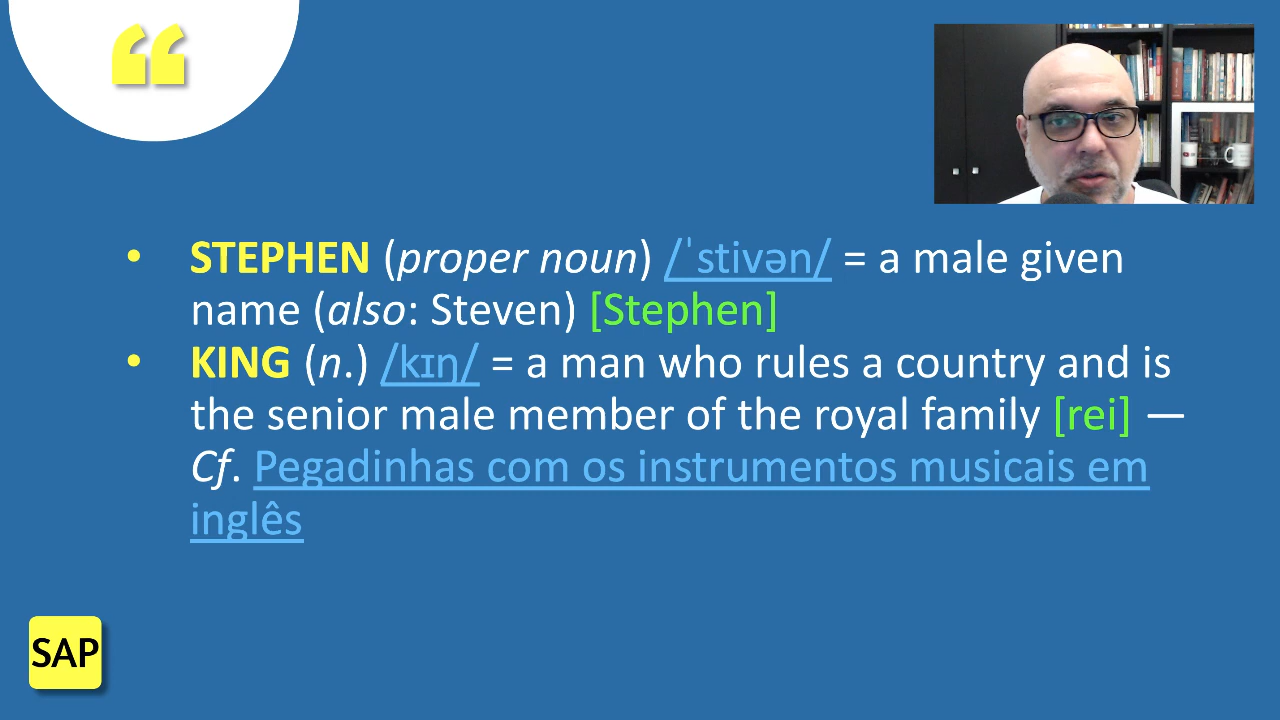 “
• STEPHEN (proper noun) /ˈstivən/ = a male given
name (also: Steven) [Stephen]
• KING (n.) /kɪŋ/ = a man who rules a country and is
the senior male member of the royal family [rei] —
Cf. Pegadinhas com os instrumentos musicais em
inglês
SAP